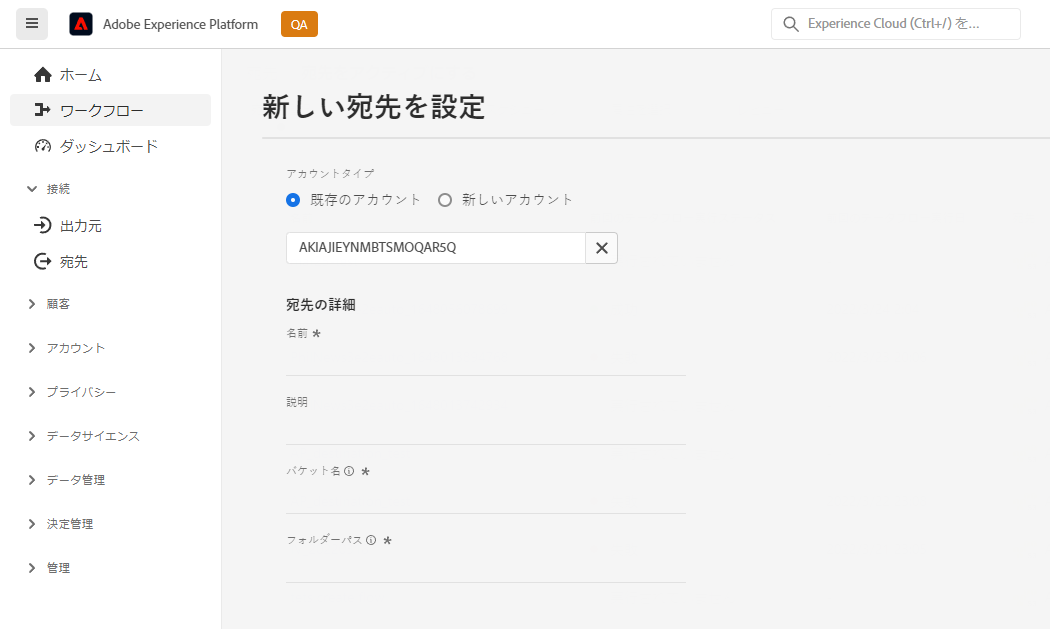 Adobe Experience Platform
QA
Experience Cloud (Ctrl+/) を...
ホーム
ワークフロー
ダッシュボード
接続
出力元
宛先
顧客
アカウント
プライバシー
データサイエンス
データ管理
決定管理
管理
新しい宛先を設定
アカウントタイプ
既存のアカウント 新しいアカウント
AKIAJIEYNMBTSMOQAR5Q
宛先の詳細
名前 *
説明
バケット名 *
フォルダーパス *